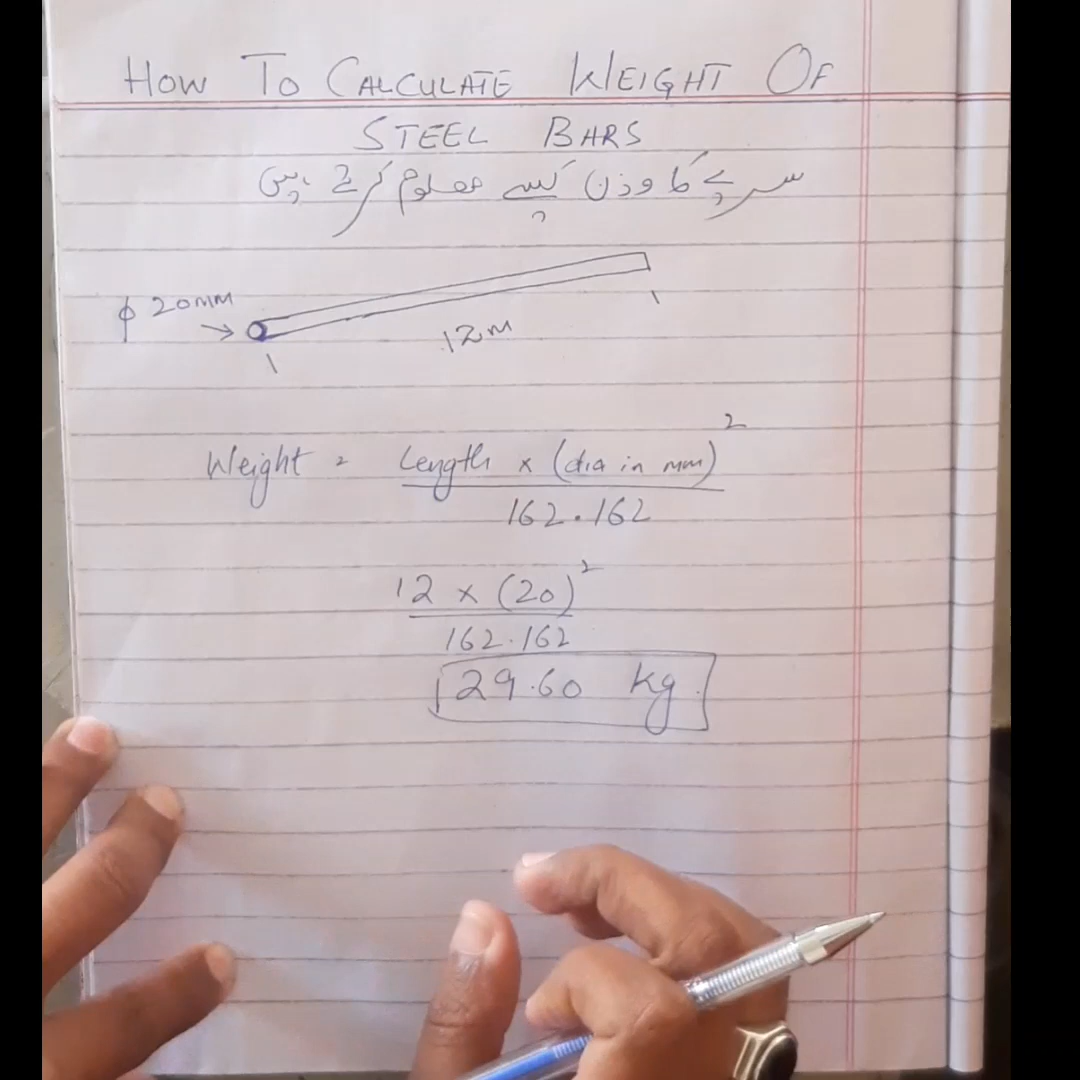 HOW TO CALCULATE WEIGHT OF
STEEL BARS
سریے کا وزن کیسے معلوم کرتے ہیں
ϕ 20mm
12m
Weight = Length x (dia in mm)²
162.162
12 x (20)²
162.162
29.60 kg.